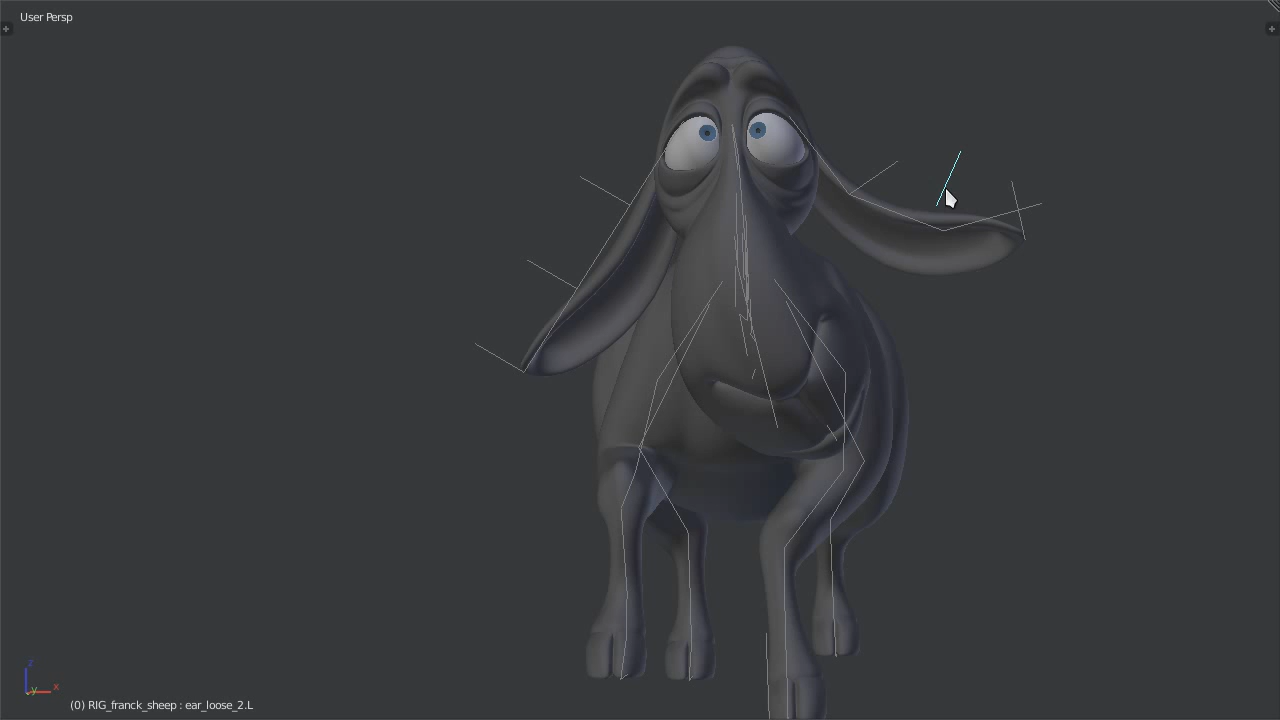 User Persp
z
y x
(0) RIG_franck_sheep : ear_loose_2.L